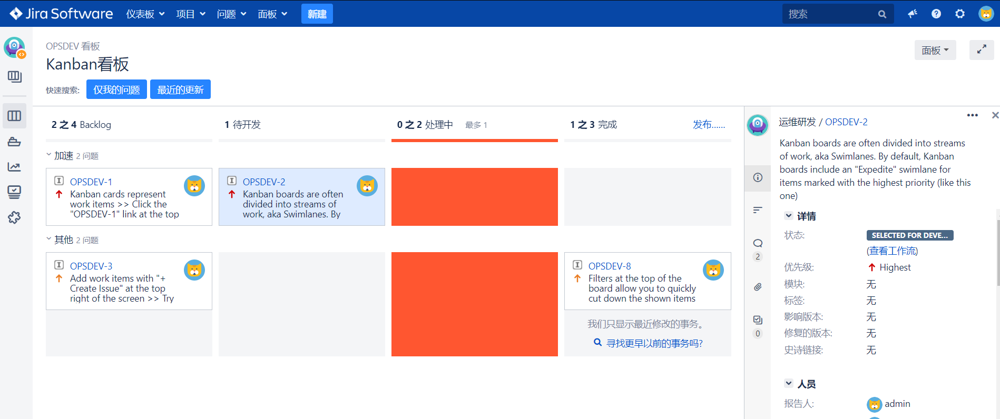 Jira Software 仪表板 项目 问题 面板 新建 搜索
OPSDEV 看板
Kanban看板
面板
快速搜索: 仅我的问题 最近的更新
2 之 4 Backlog
1 待开发
0 之 2 处理中 最多 1
1 之 3 完成 发布......
加速 2 问题
OPSDEV-1
Kanban cards represent
work items >> Click the
"OPSDEV-1" link at the top
OPSDEV-2
Kanban boards are often
divided into streams of
work, aka Swimlanes. By
其他 2 问题
OPSDEV-3
Add work items with "+
Create Issue" at the top
right of the screen >> Try
OPSDEV-8
Filters at the top of the
board allow you to quickly
cut down the shown items
我们只显示最近修改的事务。
寻找更早以前的事务吗?
2
0
运维研发 / OPSDEV-2
Kanban boards are often divided into streams
of work, aka Swimlanes. By default, Kanban
boards include an "Expedite" swimlane for
items marked with the highest priority (like this
one)
详情
状态: SELECTED FOR DEVE...
(查看工作流)
优先级: Highest
模块: 无
标签: 无
影响版本: 无
修复的版本: 无
史诗链接: 无
人员
报告人: admin